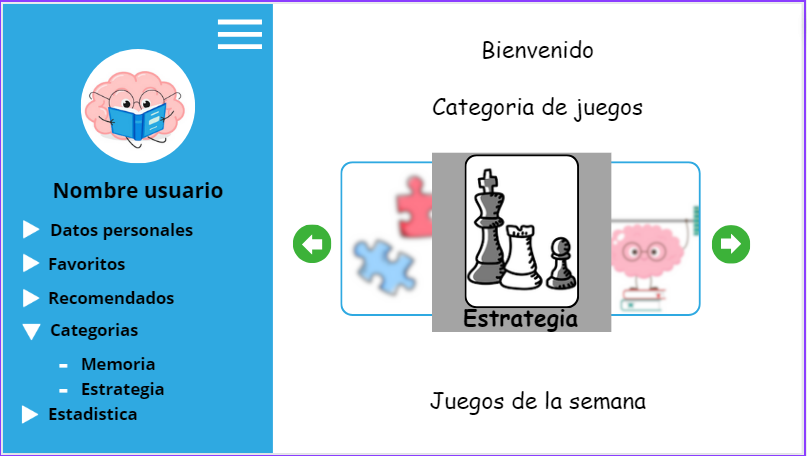 Nombre usuario
Datos personales
Favoritos
Recomendados
Categorias
- Memoria
- Estrategia
Estadistica
Bienvenido
Categoria de juegos
Estrategia
Juegos de la semana